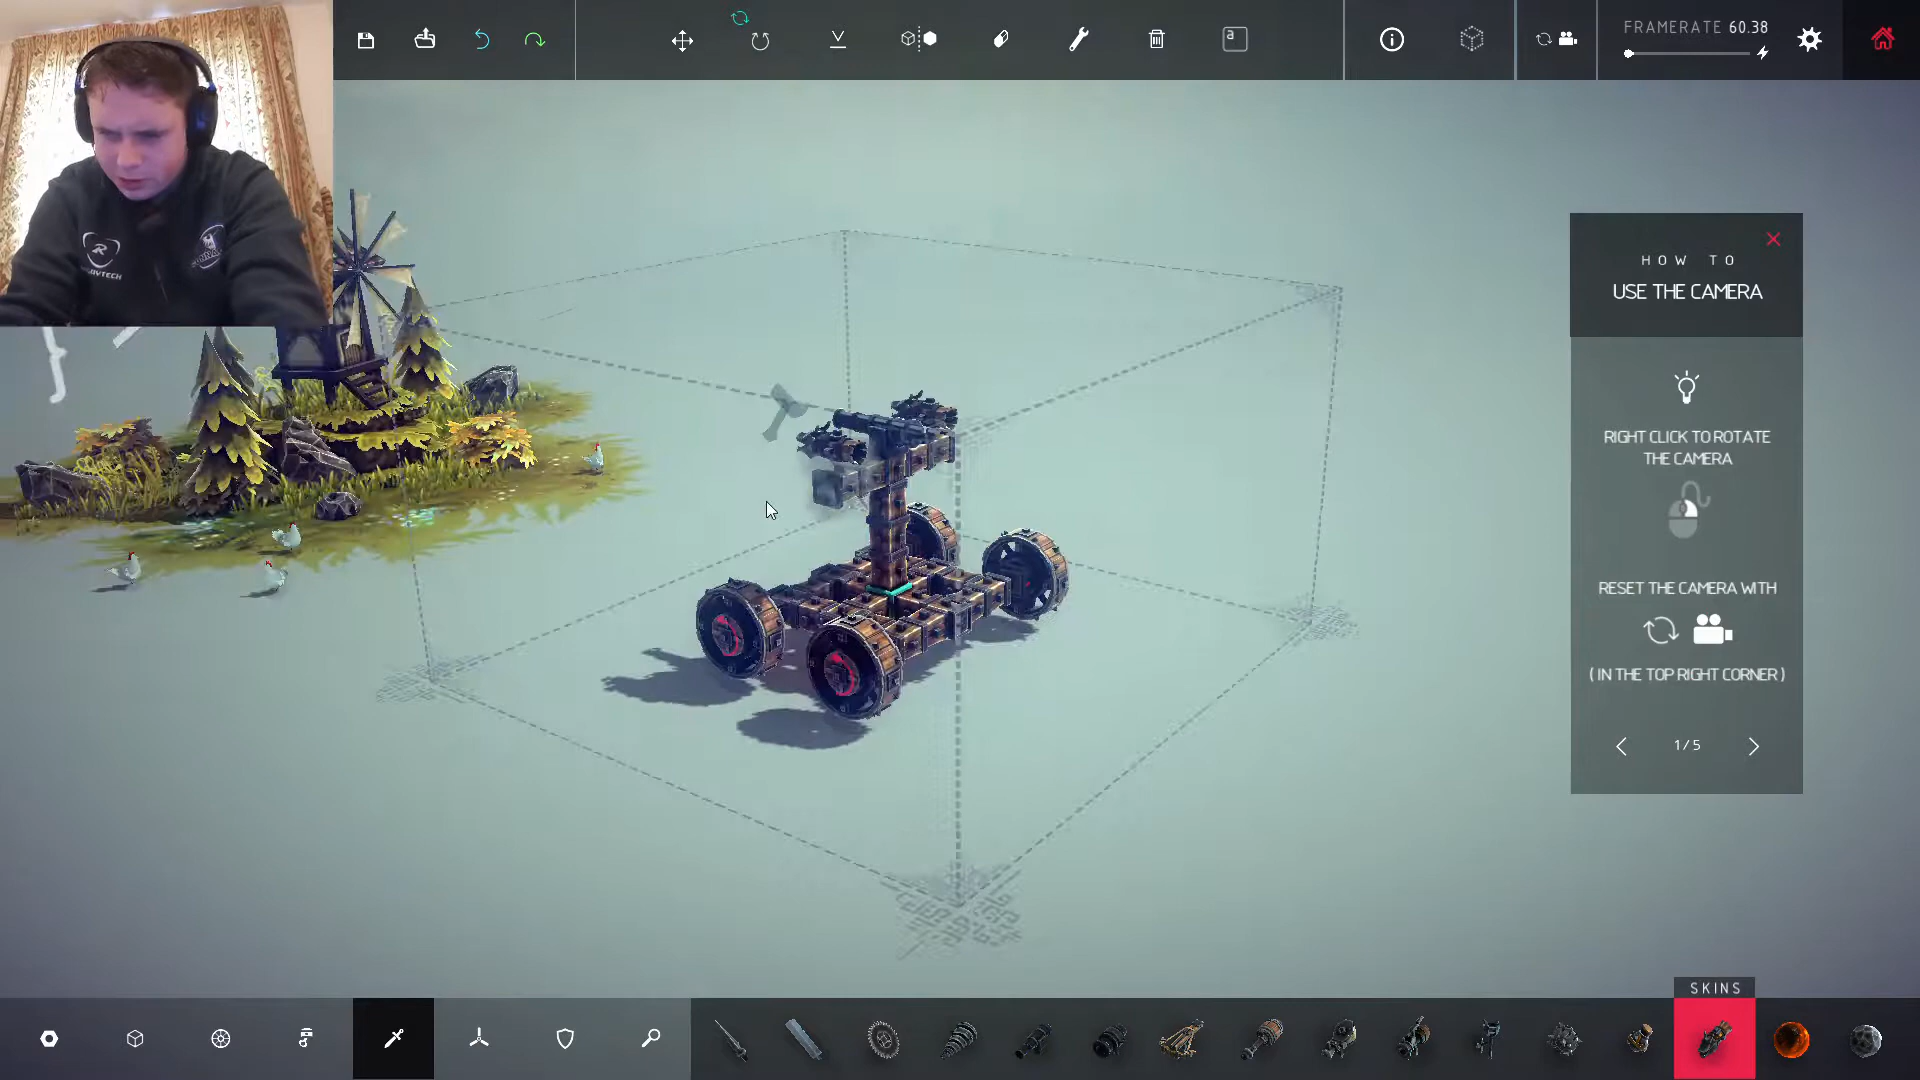 FRAMERATE 60.38
a
HOW TO
USE THE CAMERA
RIGHT CLICK TO ROTATE
THE CAMERA
RESET THE CAMERA WITH
( IN THE TOP RIGHT CORNER )
1/5
SKINS